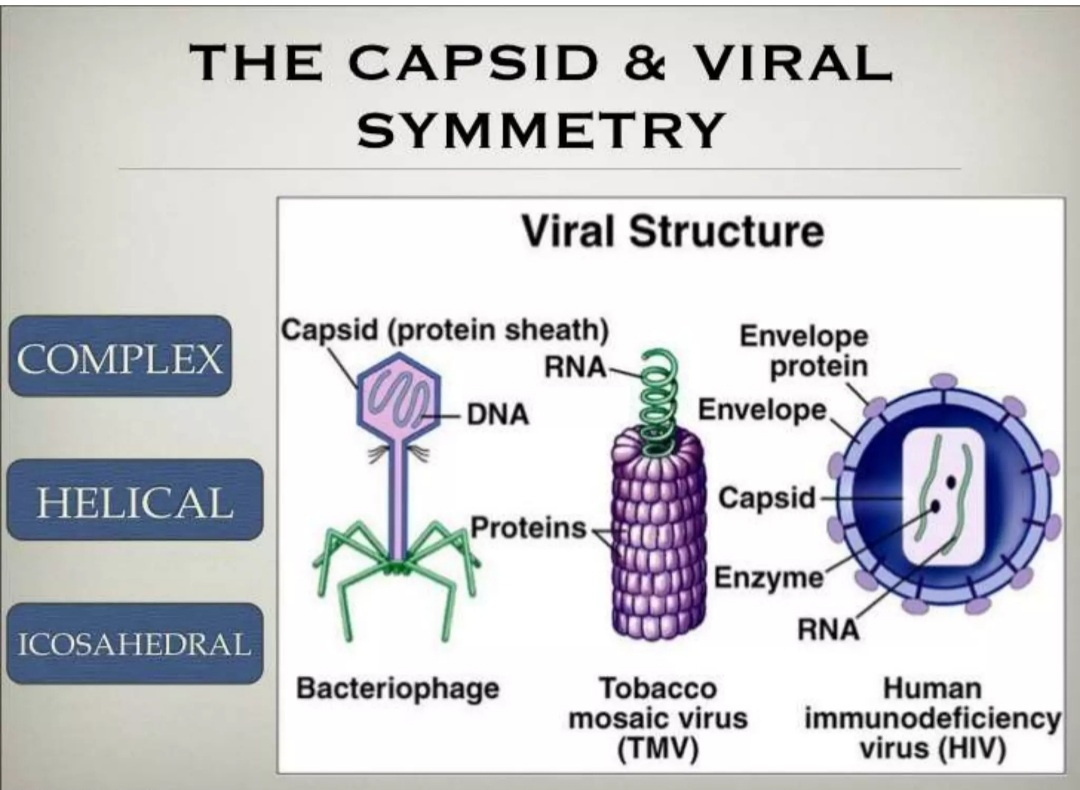 THE CAPSID & VIRAL
SYMMETRY
COMPLEX
HELICAL
ICOSAHEDRAL
Viral Structure
Capsid (protein sheath)
DNA
Bacteriophage
RNA
Proteins
Tobacco
mosaic virus
(TMV)
Envelope
protein
Envelope
Capsid
Enzyme
RNA
Human
immunodeficiency
virus (HIV)